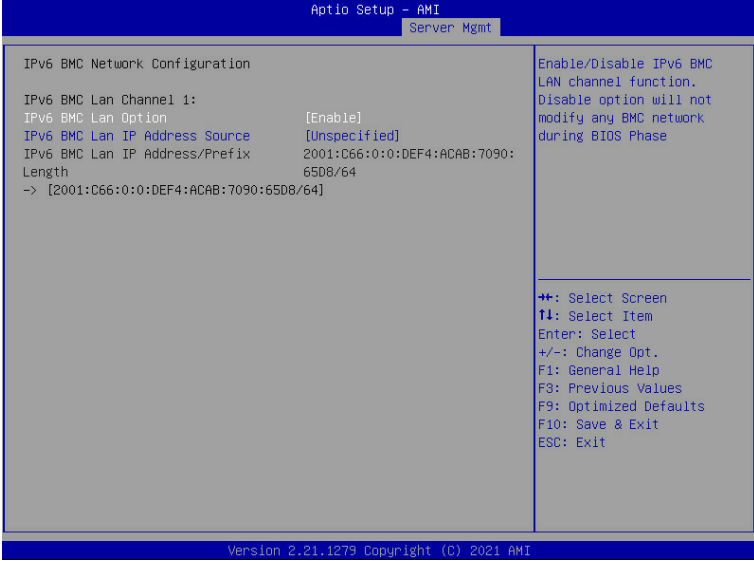 Aptio Setup – AMI
Server Mgmt
IPv6 BMC Network Configuration
IPv6 BMC Lan Channel 1:
IPv6 BMC Lan Option [Enable]
IPv6 BMC Lan IP Address Source [Unspecified]
IPv6 BMC Lan IP Address/Prefix 2001:C66:0:0:DEF4:ACAB:7090:
Length 65D8/64
-> [2001:C66:0:0:DEF4:ACAB:7090:65D8/64]
Enable/Disable IPv6 BMC
LAN channel function.
Disable option will not
modify any BMC network
during BIOS Phase
→←: Select Screen
↑↓: Select Item
Enter: Select
+/-: Change Opt.
F1: General Help
F3: Previous Values
F9: Optimized Defaults
F10: Save & Exit
ESC: Exit
Version 2.21.1279 Copyright (C) 2021 AMI